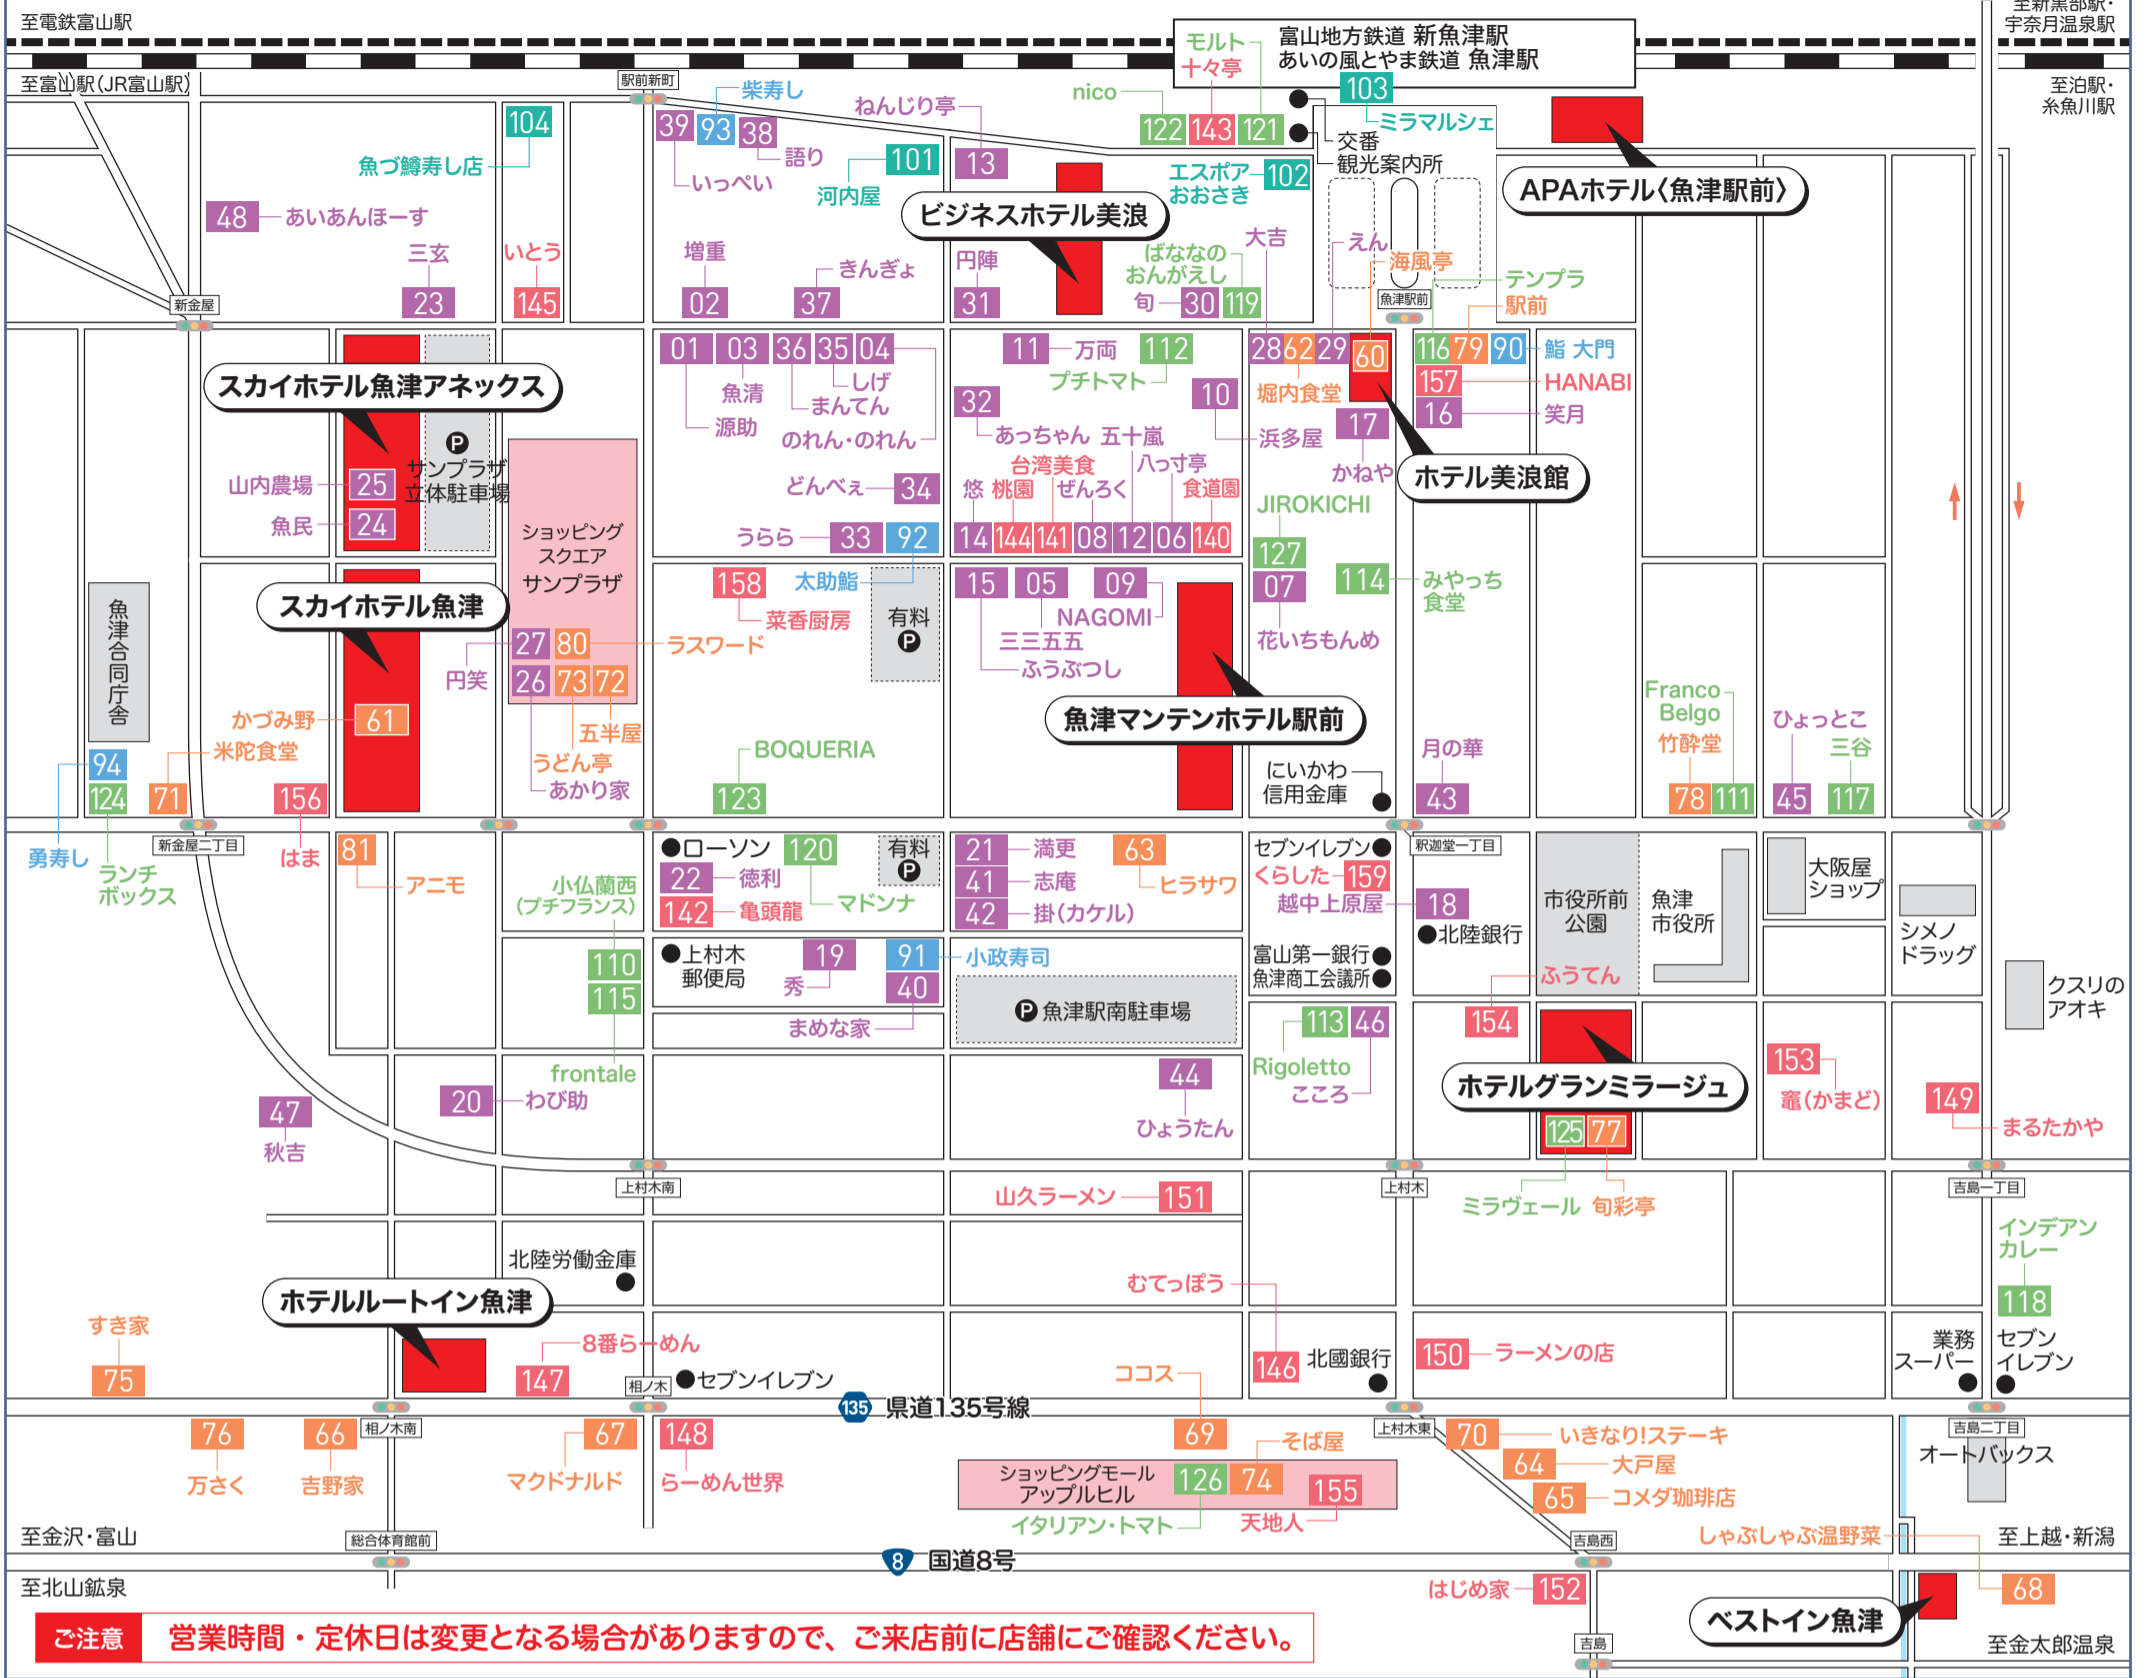 至電鉄富山駅
至新黒部駅・
宇奈月温泉駅
富山地方鉄道 新魚津駅
あいの風とやま鉄道 魚津駅
至富山駅(JR富山駅)
至泊駅・
糸魚川駅
駅前新町
モルト
十々亭
nico
122
143
121
103
ミラマルシェ
交番
観光案内所
104
魚づ鱒寿し店
39
93
38
柴寿し
語り
いっぺい
ねんじり亭
13
101
河内屋
エスポア
おおさき
102
APAホテル〈魚津駅前〉
ビジネスホテル美浪
48
あいあんほーす
三玄
23
いとう
145
増重
02
きんぎょ
37
円陣
31
ばななの
おんがえし
旬
30
119
大吉
えん
海風亭
魚津駅前
テンプラ
駅前
新金屋
スカイホテル魚津アネックス
P
サンプラザ
立体駐車場
山内農場
25
魚民
24
01
03
36
35
04
魚清
源助
しげ
まんてん
のれん・のれん
どんべぇ
34
うらら
33
92
太助鮨
11
万両
112
プチトマト
32
あっちゃん
10
浜多屋
五十嵐
台湾美食
八っ寸亭
悠
桃園
ぜんろく
食道園
14
144
141
08
12
06
140
28
62
29
60
堀内食堂
17
かねや
116
79
90
鮨 大門
157
HANABI
16
笑月
ホテル美浪館
JIROKICHI
127
07
花いちもんめ
114
みやっち
食堂
ショッピング
スクエア
サンプラザ
27
80
ラスワード
円笑
26
73
72
五半屋
うどん亭
あかり家
魚津合同庁舎
スカイホテル魚津
かづみ野
61
米陀食堂
94
124
71
156
勇寿し
ランチ
ボックス
新金屋二丁目
はま
158
菜香厨房
有料
P
BOQUERIA
123
15
05
09
NAGOMI
三三五五
ふうぶつし
魚津マンテンホテル駅前
にいかわ
信用金庫
月の華
43
Franco
Belgo
竹酔堂
78
111
ひょっとこ
三谷
45
117
81
アニモ
小仏蘭西
(プチフランス)
110
115
frontale
ローソン
120
22
徳利
142
亀頭龍
マドンナ
有料
P
21
満更
41
志庵
42
掛(カケル)
63
ヒラサワ
セブンイレブン
くらした
159
越中上原屋
18
釈迦堂一丁目
北陸銀行
市役所前
公園
魚津
市役所
大阪屋
ショップ
シメノ
ドラッグ
クスリの
アオキ
上村木
郵便局
19
秀
91
小政寿司
40
まめな家
P
魚津駅南駐車場
富山第一銀行
魚津商工会議所
ふうてん
154
113
46
Rigoletto
こころ
44
ひょうたん
ホテルグランミラージュ
125
77
ミラヴェール
旬彩亭
153
竈(かまど)
149
まるたかや
47
秋吉
20
わび助
上村木南
山久ラーメン
151
上村木
吉島一丁目
インデアン
カレー
118
北陸労働金庫
ホテルルートイン魚津
すき家
75
8番らーめん
147
相ノ木
セブンイレブン
むてっぽう
146
北國銀行
150
ラーメンの店
業務
スーパー
セブン
イレブン
ココス
135
県道135号線
76
万さく
66
吉野家
相ノ木南
67
マクドナルド
148
らーめん世界
69
そば屋
ショッピングモール
アップルヒル
126
74
155
イタリアン・トマト
天地人
上村木東
70
いきなり!ステーキ
64
大戸屋
65
コメダ珈琲店
吉島二丁目
オートバックス
至金沢・富山
総合体育館前
8
国道8号
吉島西
しゃぶしゃぶ温野菜
至上越・新潟
至北山鉱泉
はじめ家
152
68
ベストイン魚津
吉島
至金太郎温泉
ご注意
営業時間・定休日は変更となる場合がありますので、ご来店前に店舗にご確認ください。